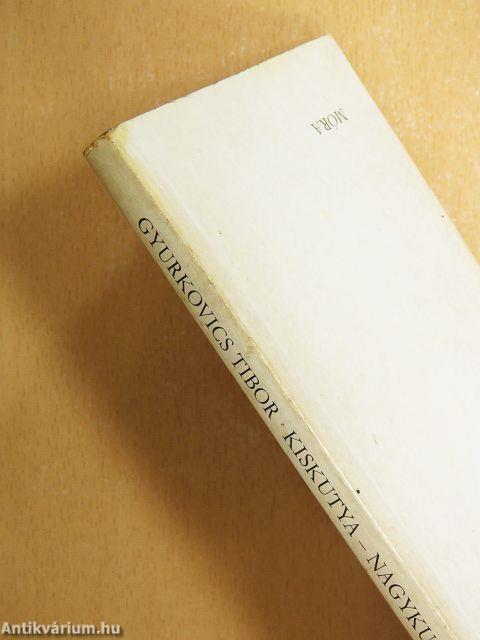 MÓRA
GYURKOVICS TIBOR · KISKUTYA – NAGYKU
Antikvárium.hu